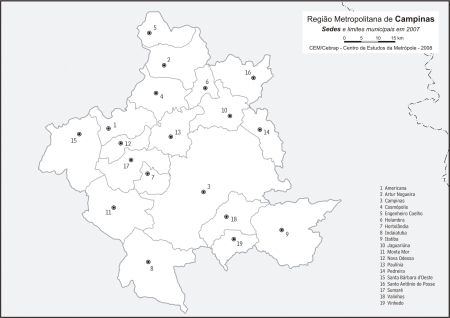 Região Metropolitana de Campinas
Sedes e limites municipais em 2007
0 5 10 15 km
CEM/Cebrap - Centro de Estudos da Metrópole - 2008
5
2
16
6
4
10
1
14
13
15
12
17
7
3
11
18
9
19
8
1 Americana
2 Artur Nogueira
3 Campinas
4 Cosmópolis
5 Engenheiro Coelho
6 Holambra
7 Hortolândia
8 Indaiatuba
9 Itatiba
10 Jaguariúna
11 Monte Mor
12 Nova Odessa
13 Paulínia
14 Pedreira
15 Santa Bárbara d'Oeste
16 Santo Antônio de Posse
17 Sumaré
18 Valinhos
19 Vinhedo